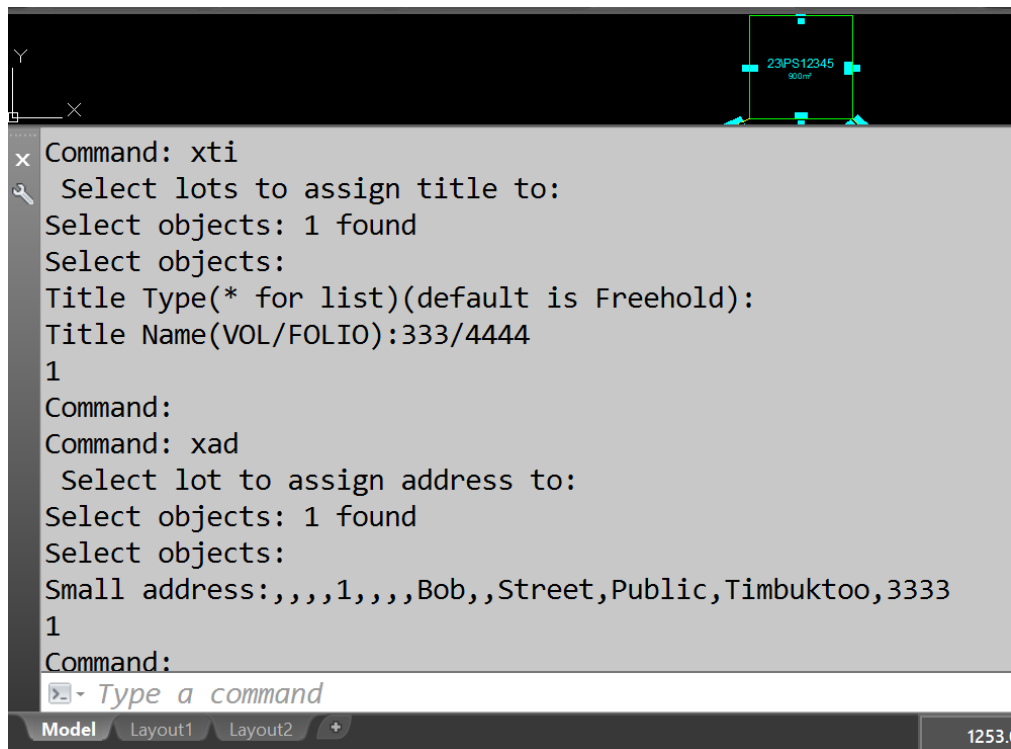 Y
23\PS12345
900m²
X
Command: xti
Select lots to assign title to:
Select objects: 1 found
Select objects:
Title Type(* for list)(default is Freehold):
Title Name(VOL/FOLIO):333/4444
1
Command:
Command: xad
Select lot to assign address to:
Select objects: 1 found
Select objects:
Small address:,,,,1,,,,Bob,,Street,Public,Timbuktoo,3333
1
Command:
Type a command
Model Layout1 Layout2 +